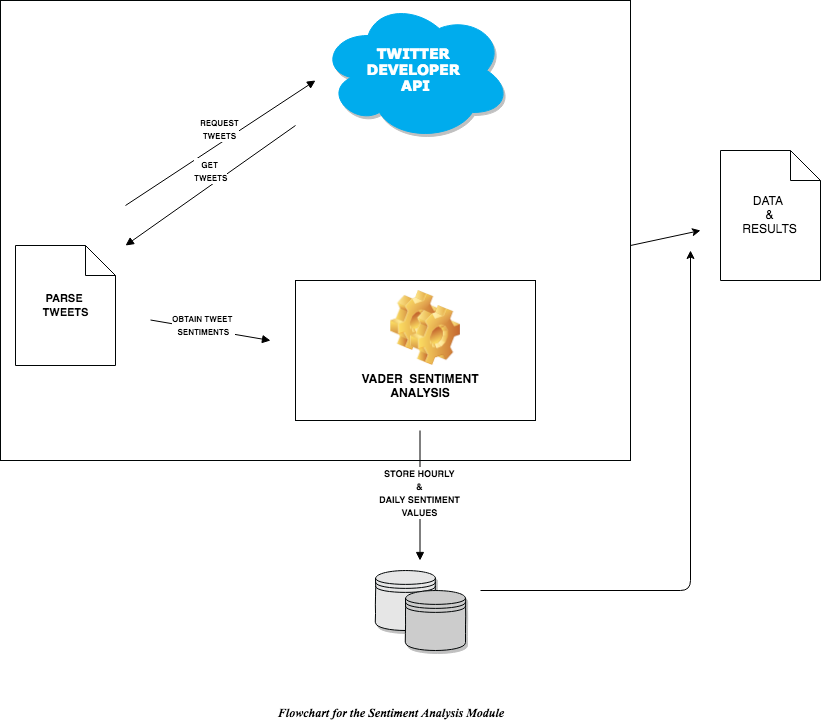 TWITTER
DEVELOPER
API
REQUEST
TWEETS
GET
TWEETS
DATA
&
RESULTS
PARSE
TWEETS
OBTAIN TWEET
SENTIMENTS
VADER SENTIMENT
ANALYSIS
STORE HOURLY
&
DAILY SENTIMENT
VALUES
Flowchart for the Sentiment Analysis Module